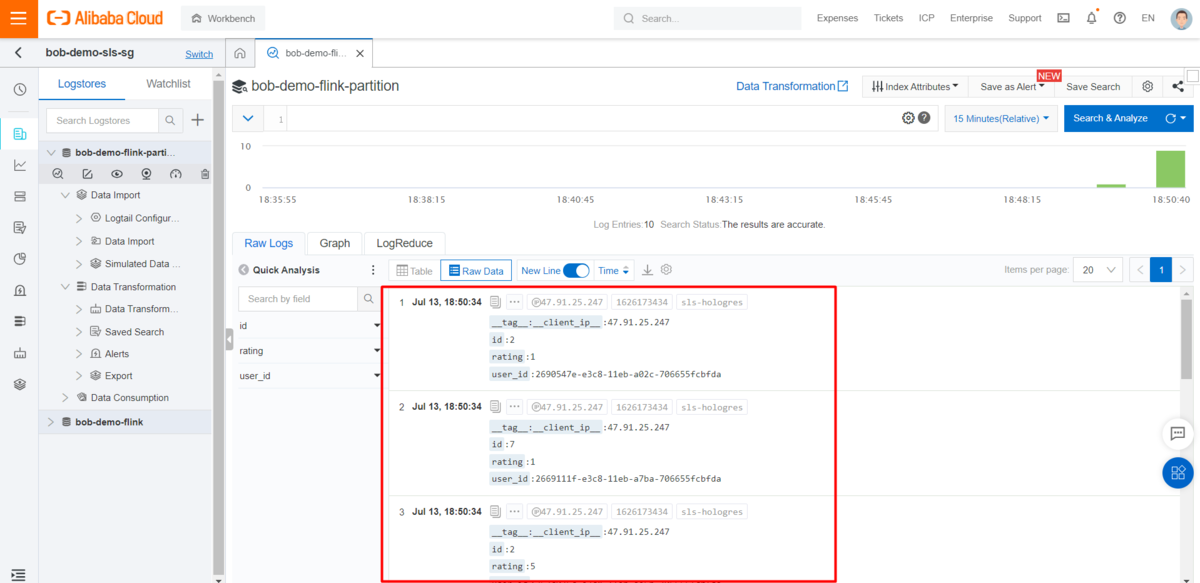 Alibaba Cloud
Workbench
Search...
Expenses
Tickets
ICP
Enterprise
Support
EN
bob-demo-sls-sg
Switch
bob-demo-fli...
Logstores
Watchlist
Search Logstores
bob-demo-flink-parti...
Data Import
Logtail Configur...
Data Import
Simulated Data ...
Data Transformation
Data Transform...
Saved Search
Alerts
Export
Data Consumption
bob-demo-flink
bob-demo-flink-partition
Data Transformation
Index Attributes
Save as Alert
NEW
Save Search
1
15 Minutes(Relative)
Search & Analyze
10
0
18:35:55
18:38:15
18:40:45
18:43:15
18:45:45
18:48:15
18:50:40
Log Entries:10 Search Status:The results are accurate.
Raw Logs
Graph
LogReduce
Quick Analysis
Search by field
id
rating
user_id
Table
Raw Data
New Line
Time
Items per page:
20
1
1 Jul 13, 18:50:34 @47.91.25.247 1626173434 sls-hologres
__tag__:__client_ip__ :47.91.25.247
id :2
rating :1
user_id :2690547e-e3c8-11eb-a02c-706655fcbfda
2 Jul 13, 18:50:34 @47.91.25.247 1626173434 sls-hologres
__tag__:__client_ip__ :47.91.25.247
id :7
rating :1
user_id :2669111f-e3c8-11eb-a7ba-706655fcbfda
3 Jul 13, 18:50:34 @47.91.25.247 1626173434 sls-hologres
__tag__:__client_ip__ :47.91.25.247
id :2
rating :5